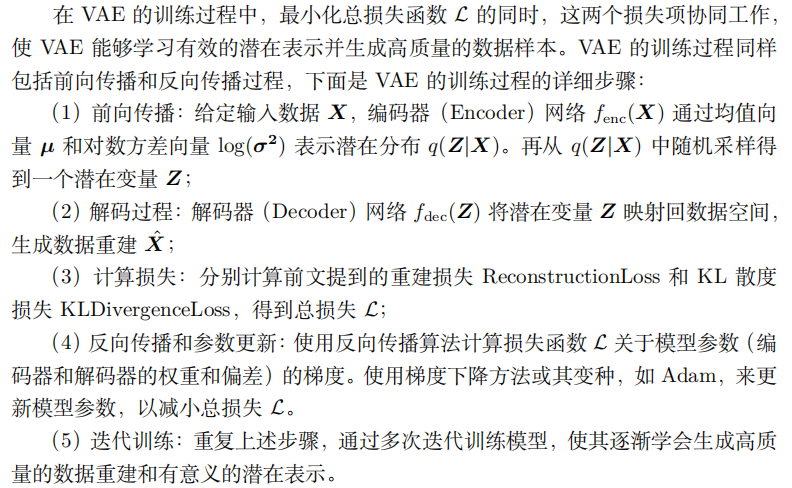 在 VAE 的训练过程中，最小化总损失函数 ℒ 的同时，这两个损失项协同工作，
使 VAE 能够学习有效的潜在表示并生成高质量的数据样本。VAE 的训练过程同样
包括前向传播和反向传播过程，下面是 VAE 的训练过程的详细步骤：
（1）前向传播：给定输入数据 X，编码器（Encoder）网络 f_enc(X) 通过均值向
量 μ 和对数方差向量 log(σ²) 表示潜在分布 q(Z|X)。再从 q(Z|X) 中随机采样得
到一个潜在变量 Z；
（2）解码过程：解码器（Decoder）网络 f_dec(Z) 将潜在变量 Z 映射回数据空间，
生成数据重建 X̂；
（3）计算损失：分别计算前文提到的重建损失 ReconstructionLoss 和 KL 散度
损失 KLDivergenceLoss，得到总损失 ℒ；
（4）反向传播和参数更新：使用反向传播算法计算损失函数 ℒ 关于模型参数（编
码器和解码器的权重和偏差）的梯度。使用梯度下降方法或其变种，如 Adam，来更
新模型参数，以减小总损失 ℒ。
（5）迭代训练：重复上述步骤，通过多次迭代训练模型，使其逐渐学会生成高质
量的数据重建和有意义的潜在表示。